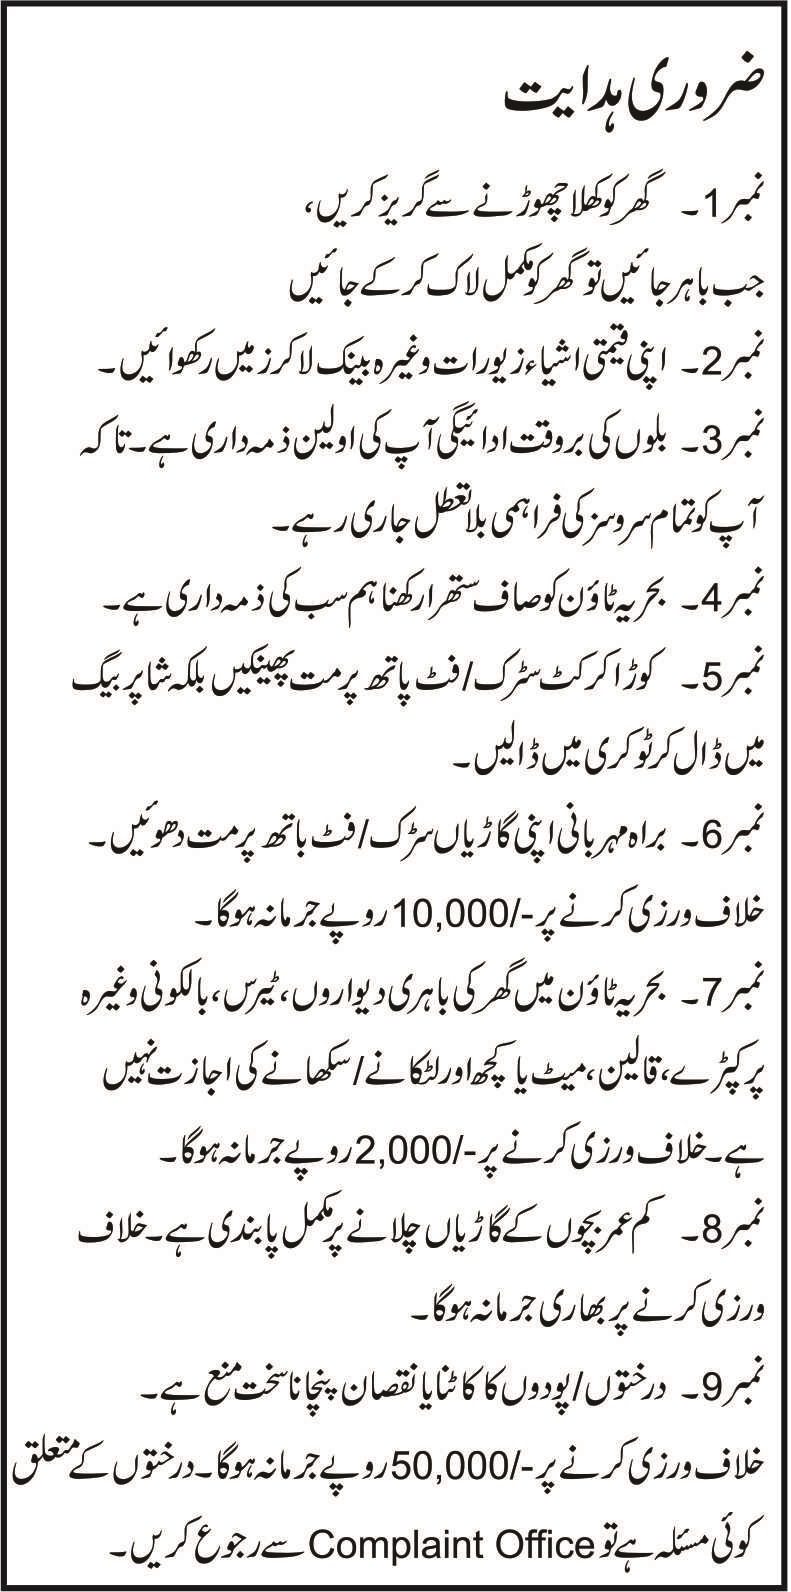 ضروری ہدایت
نمبر 1۔ گھر کو کھلا چھوڑنے سے گریز کریں،
جب باہر جائیں تو گھر کو مکمل لاک کر کے جائیں
نمبر 2۔ اپنی قیمتی اشیاء زیورات وغیرہ بینک لاکرز میں رکھوائیں۔
نمبر 3۔ بلوں کی بروقت ادائیگی آپ کی اولین ذمہ داری ہے۔ تاکہ
آپ کو تمام سروسز کی فراہمی بلا تعطل جاری رہے۔
نمبر 4۔ بحریہ ٹاؤن کو صاف ستھرا رکھنا ہم سب کی ذمہ داری ہے۔
نمبر 5۔ کوڑا کرکٹ سٹرک/فٹ پاتھ پر مت پھینکیں بلکہ شاپر بیگ
میں ڈال کر ٹوکری میں ڈالیں۔
نمبر 6۔ براہ مہربانی اپنی گاڑیاں سڑک/فٹ باتھ پر مت دھوئیں۔
خلاف ورزی کرنے پر -/10,000 روپے جرمانہ ہوگا۔
نمبر 7۔ بحریہ ٹاؤن میں گھر کی باہری دیواروں، ٹیرس، بالکونی وغیرہ
پر کپڑے، قالین، میٹ یا کچھ اور لٹکانے/سکھانے کی اجازت نہیں
ہے۔ خلاف ورزی کرنے پر -/2,000 روپے جرمانہ ہوگا۔
نمبر 8۔ کم عمر بچوں کے گاڑیاں چلانے پر مکمل پابندی ہے۔ خلاف
ورزی کرنے پر بھاری جرمانہ ہوگا۔
نمبر 9۔ درختوں/پودوں کا کاٹنا یا نقصان پنچانا سخت منع ہے۔
خلاف ورزی کرنے پر -/50,000 روپے جرمانہ ہوگا۔ درختوں کے متعلق
کوئی مسئلہ ہے تو Complaint Office سے رجوع کریں۔